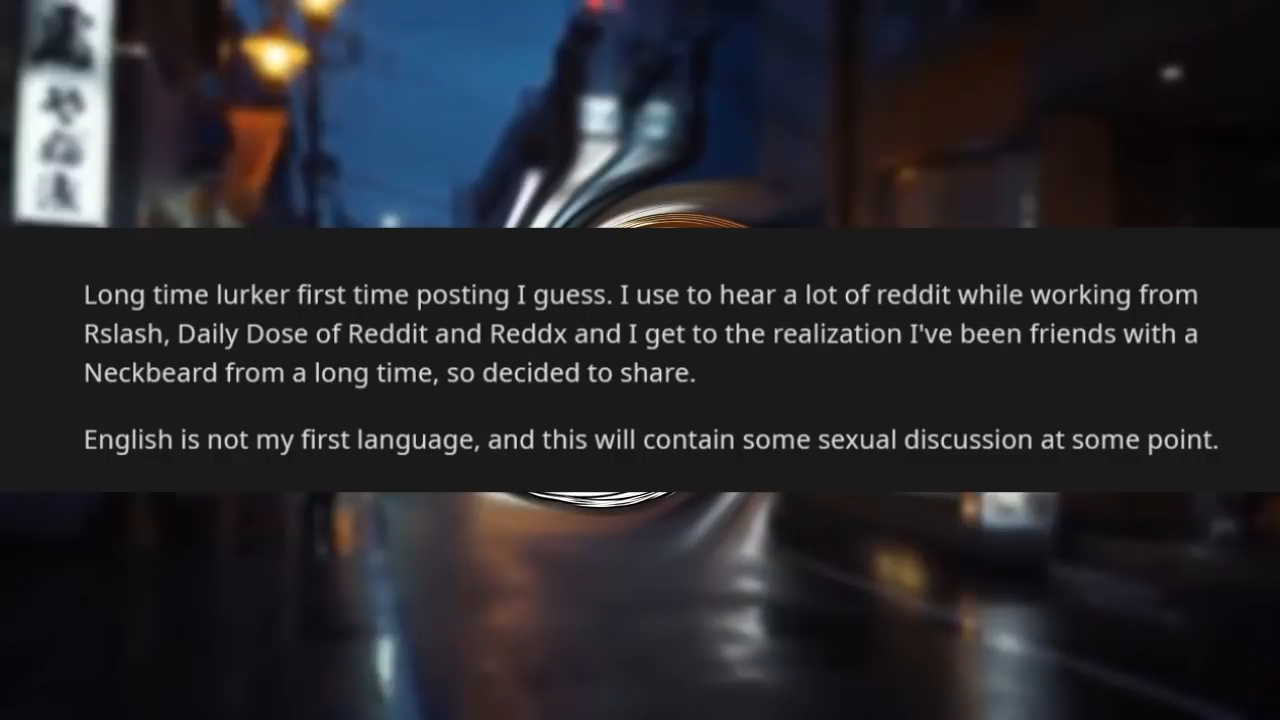 Long time lurker first time posting I guess. I use to hear a lot of reddit while working from
Rslash, Daily Dose of Reddit and Reddx and I get to the realization I've been friends with a
Neckbeard from a long time, so decided to share.
English is not my first language, and this will contain some sexual discussion at some point.